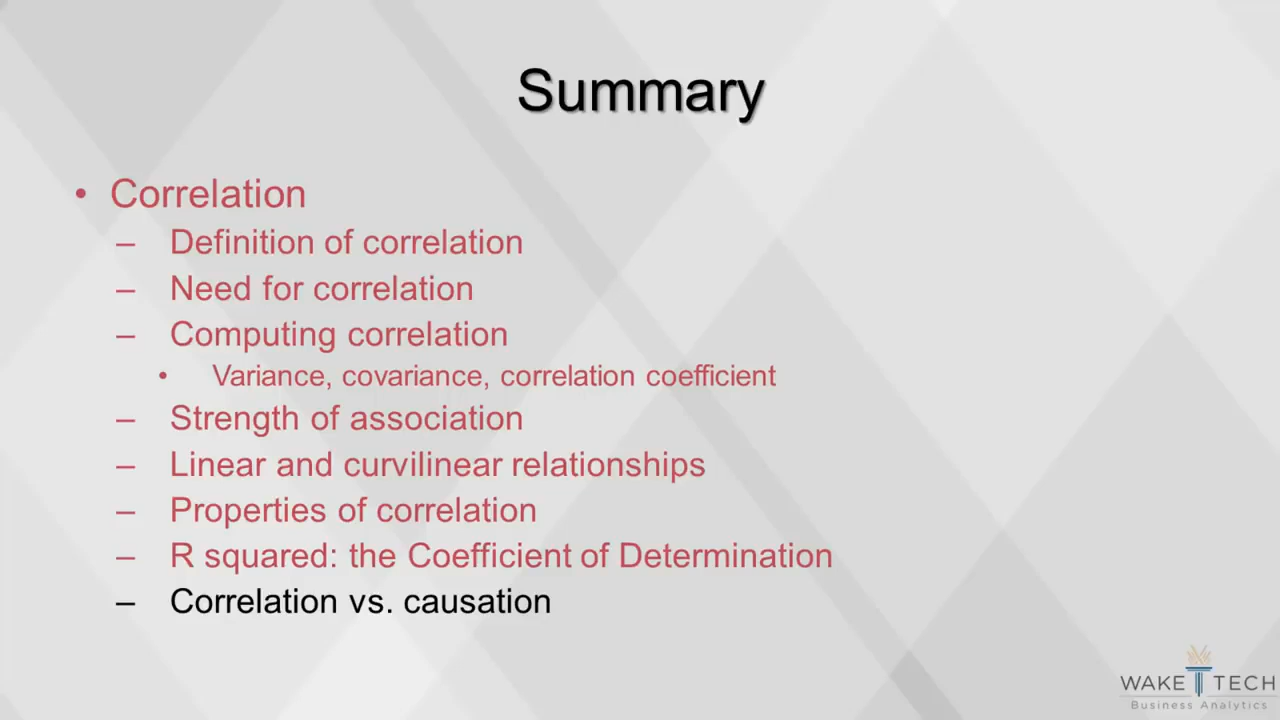 Summary
• Correlation
– Definition of correlation
– Need for correlation
– Computing correlation
• Variance, covariance, correlation coefficient
– Strength of association
– Linear and curvilinear relationships
– Properties of correlation
– R squared: the Coefficient of Determination
– Correlation vs. causation
WAKE TECH
Business Analytics